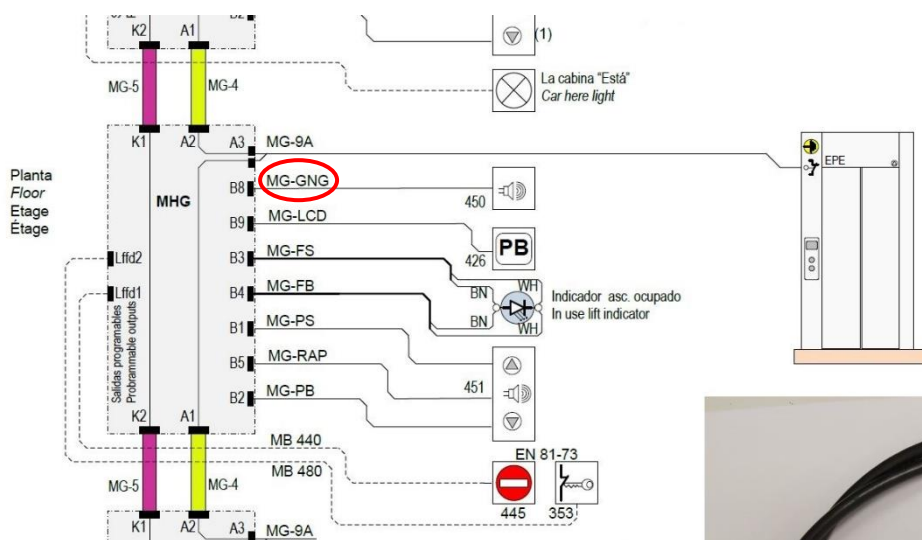 K2
A1
B2
(1)
MG-5
MG-4
La cabina "Está"
Car here light
K1
A2
A3
MG-9A
EPE
Planta
Floor
Etage
Étage
MHG
B8
MG-GNG
450
B9
MG-LCD
PB
426
Lffd2
B3
MG-FS
WH
BN
Lffd1
B4
MG-FB
Indicador asc. ocupado
In use lift indicator
BN
WH
Salidas programables
Probrammable outputs
B1
MG-PS
B5
MG-RAP
451
B2
MG-PB
K2
A1
MB 440
EN 81-73
MB 480
MG-5
MG-4
445
353
K1
A2
A3
MG-9A